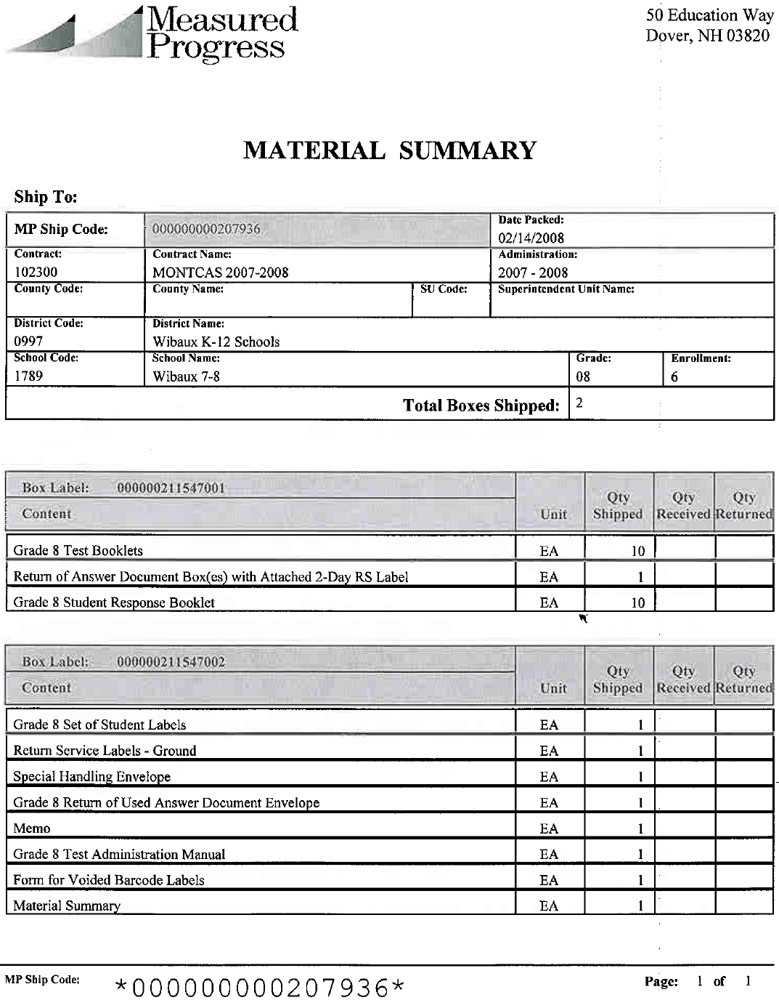 Measured
Progress
50 Education Way
Dover, NH 03820
MATERIAL SUMMARY
Ship To:
MP Ship Code: 000000000207936 Date Packed:
02/14/2008
Contract: Contract Name: Administration:
102300 MONTCAS 2007-2008 2007 - 2008
County Code: County Name: SU Code: Superintendent Unit Name:
District Code: District Name:
0997 Wibaux K-12 Schools
School Code: School Name: Grade: Enrollment:
1789 Wibaux 7-8 08 6
Total Boxes Shipped: 2
Box Label: 000000211547001
Content Unit Qty Shipped Qty Received Qty Returned
Grade 8 Test Booklets EA 10
Return of Answer Document Box(es) with Attached 2-Day RS Label EA 1
Grade 8 Student Response Booklet EA 10
Box Label: 000000211547002
Content Unit Qty Shipped Qty Received Qty Returned
Grade 8 Set of Student Labels EA 1
Return Service Labels - Ground EA 1
Special Handling Envelope EA 1
Grade 8 Return of Used Answer Document Envelope EA 1
Memo EA 1
Grade 8 Test Administration Manual EA 1
Form for Voided Barcode Labels EA 1
Material Summary EA 1
MP Ship Code: *000000000207936* Page: 1 of 1